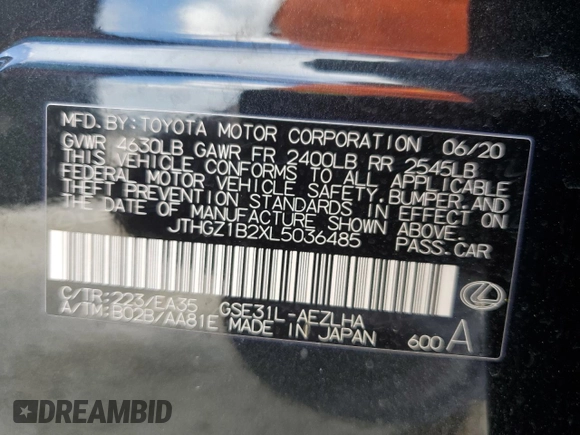 MFD. BY: TOYOTA MOTOR CORPORATION 06/20
GVWR 4630LB GAWR FR 2400LB RR 2545LB
THIS VEHICLE CONFORMS TO ALL APPLICABLE
FEDERAL MOTOR VEHICLE SAFETY, BUMPER, AND
THEFT PREVENTION STANDARDS IN EFFECT ON
THE DATE OF MANUFACTURE SHOWN ABOVE.
JTHGZ1B2XL5036485 PASS.CAR
C/TR:223/EA35 GSE31L-AEZLHA
A/TM:B02B/AA81E MADE IN JAPAN 600A
DREAMBID